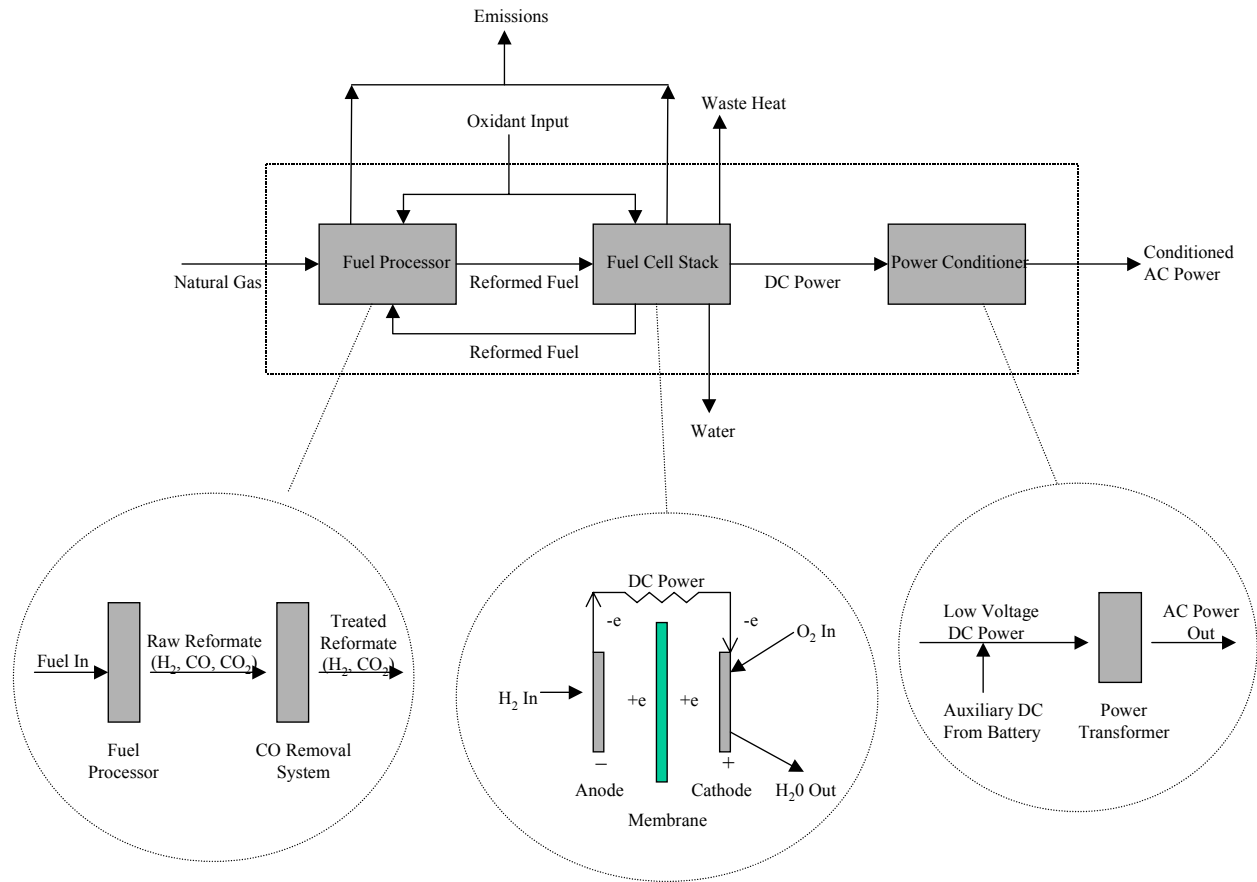 Emissions
Waste Heat
Oxidant Input
Natural Gas
Fuel Processor
Reformed Fuel
Fuel Cell Stack
DC Power
Power Conditioner
Conditioned
AC Power
Reformed Fuel
Water
Fuel In
Raw Reformate
(H₂, CO, CO₂)
Treated
Reformate
(H₂, CO₂)
Fuel
Processor
CO Removal
System
DC Power
-e
-e
O₂ In
H₂ In
+e
+e
–
+
Anode
Cathode
H₂0 Out
Membrane
Low Voltage
DC Power
AC Power
Out
Auxiliary DC
From Battery
Power
Transformer